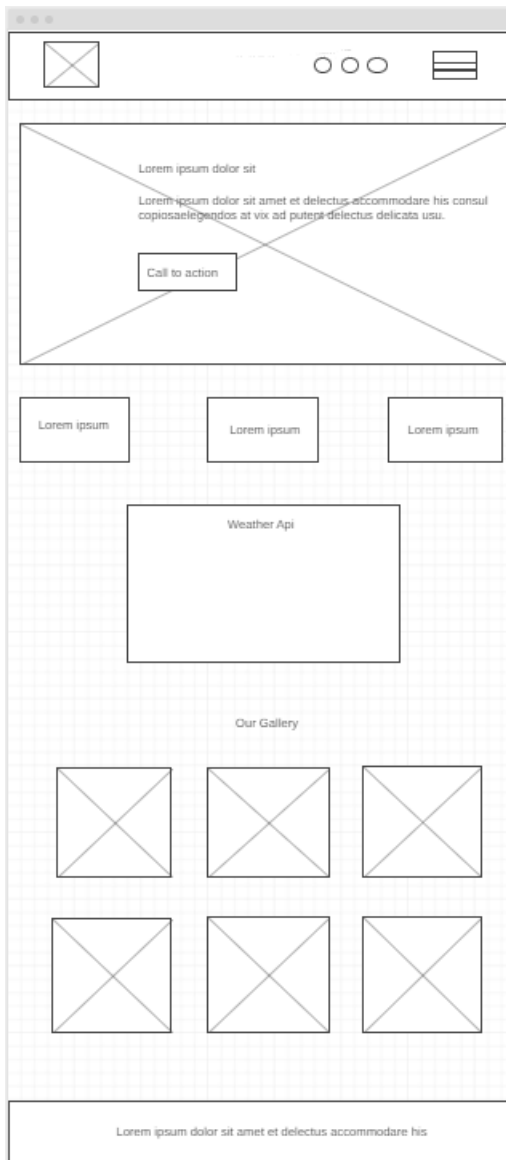 Lorem ipsum dolor sit
Lorem ipsum dolor sit amet et delectus accommodare his consul
copiosaelegendos at vix ad putent delectus delicata usu.
Call to action
Lorem ipsum
Lorem ipsum
Lorem ipsum
Weather Api
Our Gallery
Lorem ipsum dolor sit amet et delectus accommodare his